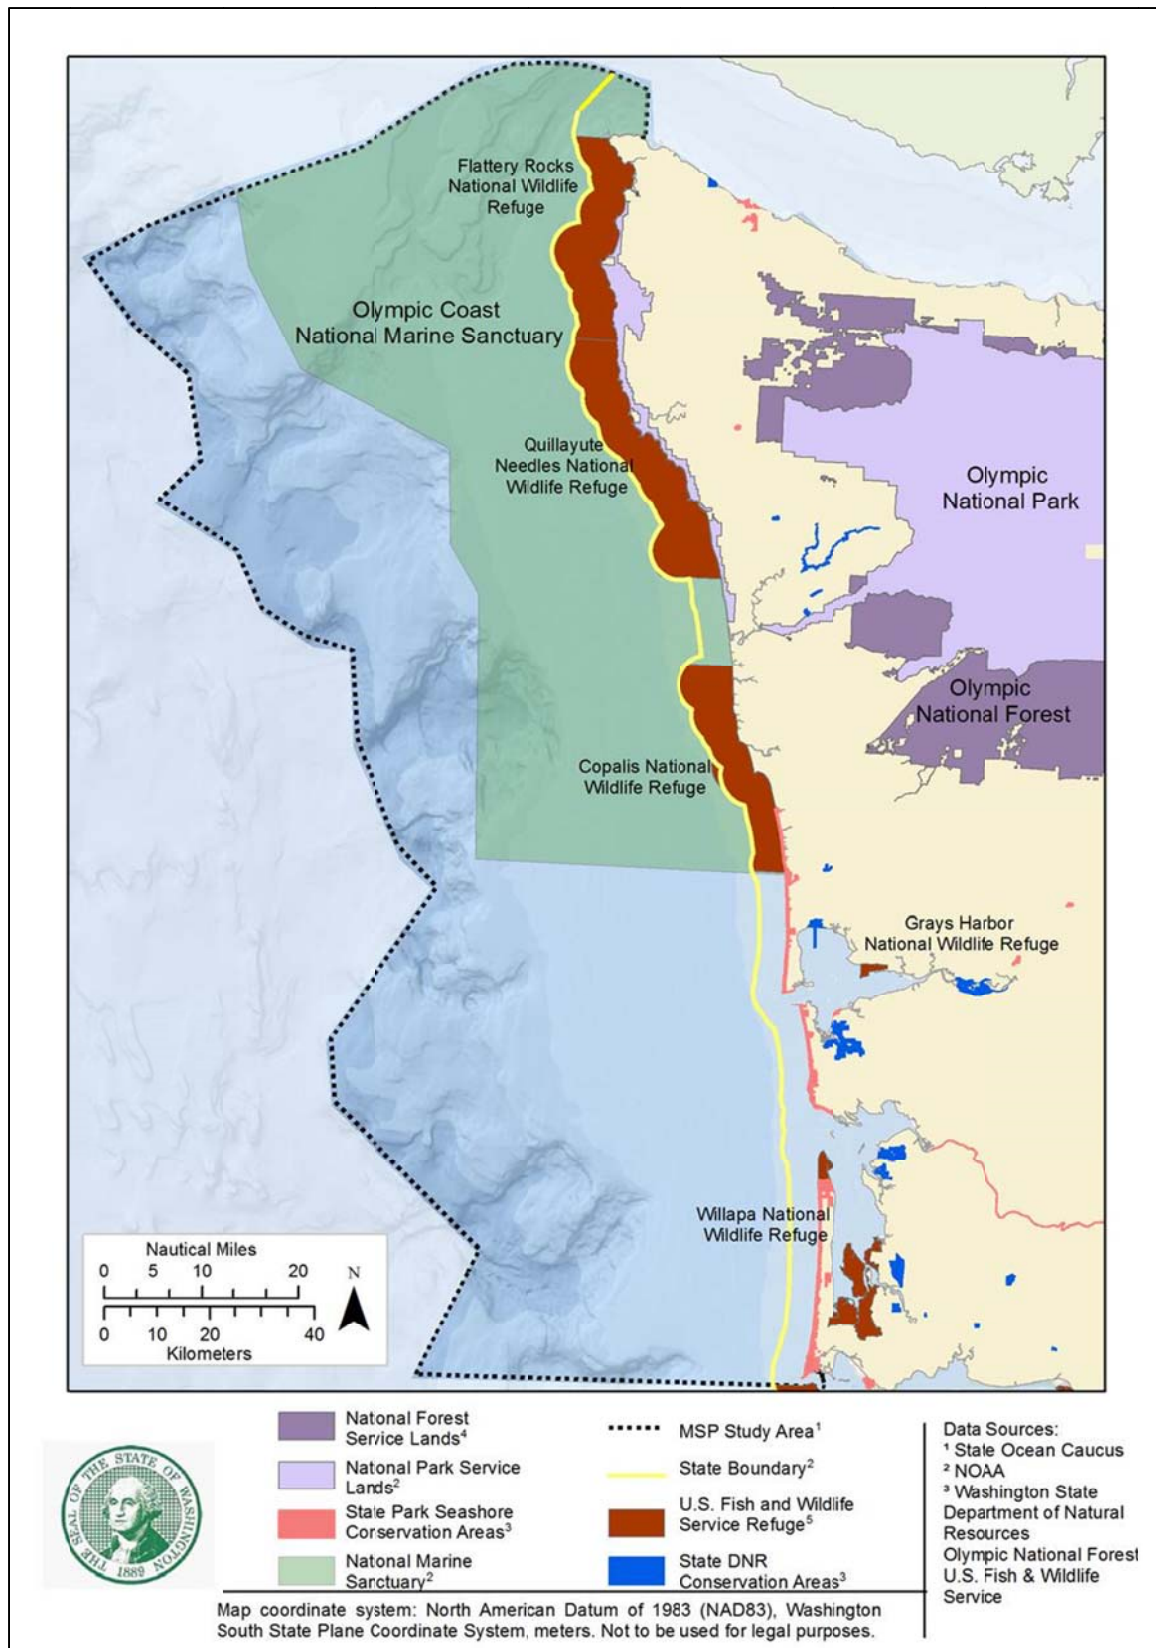 Flattery Rocks
National Wildlife
Refuge
Olympic Coast
National Marine Sanctuary
Quillayute
Needles National
Wildlife Refuge
Olympic
National Park
Olympic
National Forest
Copalis National
Wildlife Refuge
Grays Harbor
National Wildlife Refuge
Willapa National
Wildlife Refuge
Nautical Miles
0 5 10 20
N
0 10 20 40
Kilometers
THE SEAL OF THE STATE OF WASHINGTON
1889
National Forest
Service Lands⁴
National Park Service
Lands²
State Park Seashore
Conservation Areas³
National Marine
Sanctuary²
MSP Study Area¹
State Boundary²
U.S. Fish and Wildlife
Service Refuge⁵
State DNR
Conservation Areas³
Data Sources:
¹ State Ocean Caucus
² NOAA
³ Washington State
Department of Natural
Resources
Olympic National Forest
U.S. Fish & Wildlife
Service
Map coordinate system: North American Datum of 1983 (NAD83), Washington
South State Plane Coordinate System, meters. Not to be used for legal purposes.